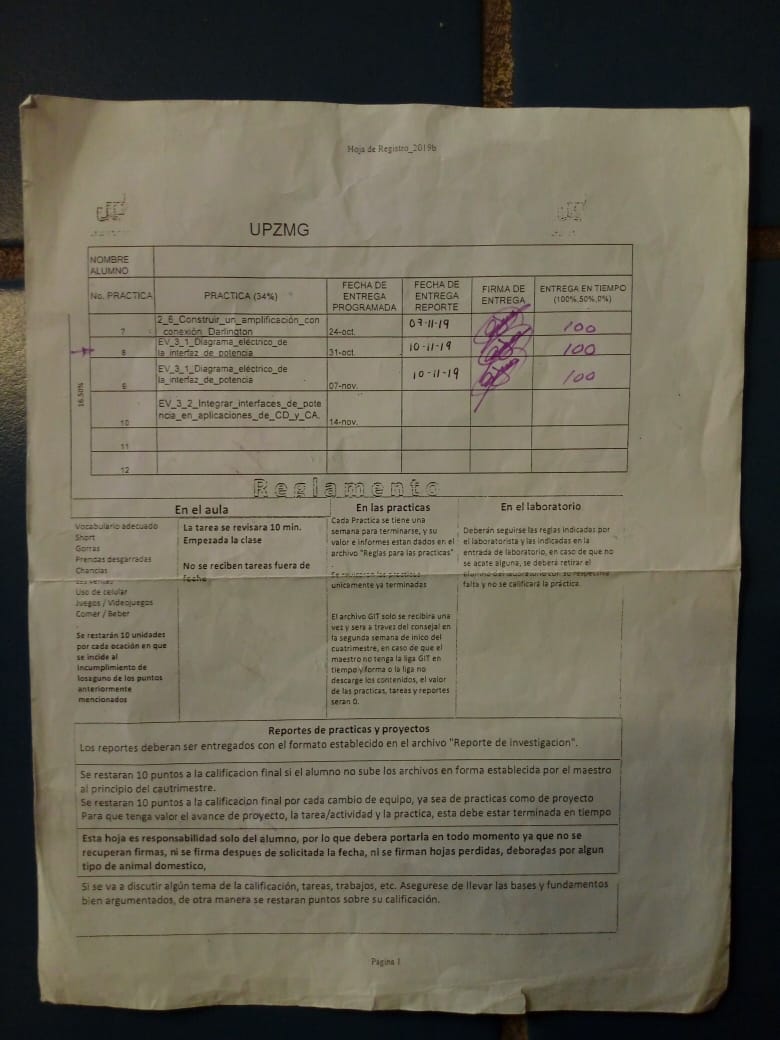 Hoja de Registro_2019b
UPZMG
NOMBRE
ALUMNO
No. PRACTICA
PRACTICA (34%)
FECHA DE
ENTREGA
PROGRAMADA
FECHA DE
ENTREGA
REPORTE
FIRMA DE
ENTREGA
ENTREGA EN TIEMPO
(100%,50%,0%)
16.50%
7
2_6_Construir_un_amplificación_con
_conexión_Darlington
24-oct.
07-11-19
100
8
EV_3_1_Diagrama_eléctrico_de
la_interfaz_de_potencia
31-oct.
10-11-19
100
9
EV_3_1_Diagrama_eléctrico_de
la_interfaz_de_potencia
07-nov.
10-11-19
100
10
EV_3_2_Integrar_interfaces_de_pote
ncia_en_aplicaciones_de_CD_y_CA.
14-nov.
11
12
Reglamento
En el aula
Vocabulario adecuado
Short
Gorras
Prendas desgarradas
Chanclas
Uso de celular
Juegos / Videojuegos
Comer / Beber
Se restarán 10 unidades
por cada ocación en que
se incide al
incumplimiento de
losaguno de los puntos
anteriormente
mencionados
La tarea se revisara 10 min.
Empezada la clase
No se reciben tareas fuera de
fecha
En las practicas
Cada Practica se tiene una
semana para terminarse, y su
valor e informes estan dados en el
archivo "Reglas para las practicas"
Se revisaran las practicas
unicamente ya terminadas
El archivo GIT solo se recibira una
vez y sera a traves del consejal en
la segunda semana de inico del
cuatrimestre, en caso de que el
maestro no tenga la liga GIT en
tiempo/yforma o la liga no
descarge los contenidos, el valor
de las practicas, tareas y reportes
seran 0.
En el laboratorio
Deberán seguirse las reglas indicadas por
el laboratorista y las indicadas en la
entrada de laboratorio, en caso de que no
se acate alguna, se deberá retirar el
alumno del laboratorio con su respectiva
falta y no se calificará la práctica.
Reportes de practicas y proyectos
Los reportes deberan ser entregados con el formato establecido en el archivo "Reporte de investigacion".
Se restaran 10 puntos a la calificacion final si el alumno no sube los archivos en forma establecida por el maestro
al principio del cautrimestre.
Se restaran 10 puntos a la calificacion final por cada cambio de equipo, ya sea de practicas como de proyecto
Para que tenga valor el avance de proyecto, la tarea/actividad y la practica, esta debe estar terminada en tiempo
Esta hoja es responsabilidad solo del alumno, por lo que debera portarla en todo momento ya que no se
recuperan firmas, ni se firma despues de solicitada la fecha, ni se firman hojas perdidas, deboradas por algun
tipo de animal domestico,
Si se va a discutir algún tema de la calificación, tareas, trabajos, etc. Asegurese de llevar las bases y fundamentos
bien argumentados, de otra manera se restaran puntos sobre su calificación.
Página 1